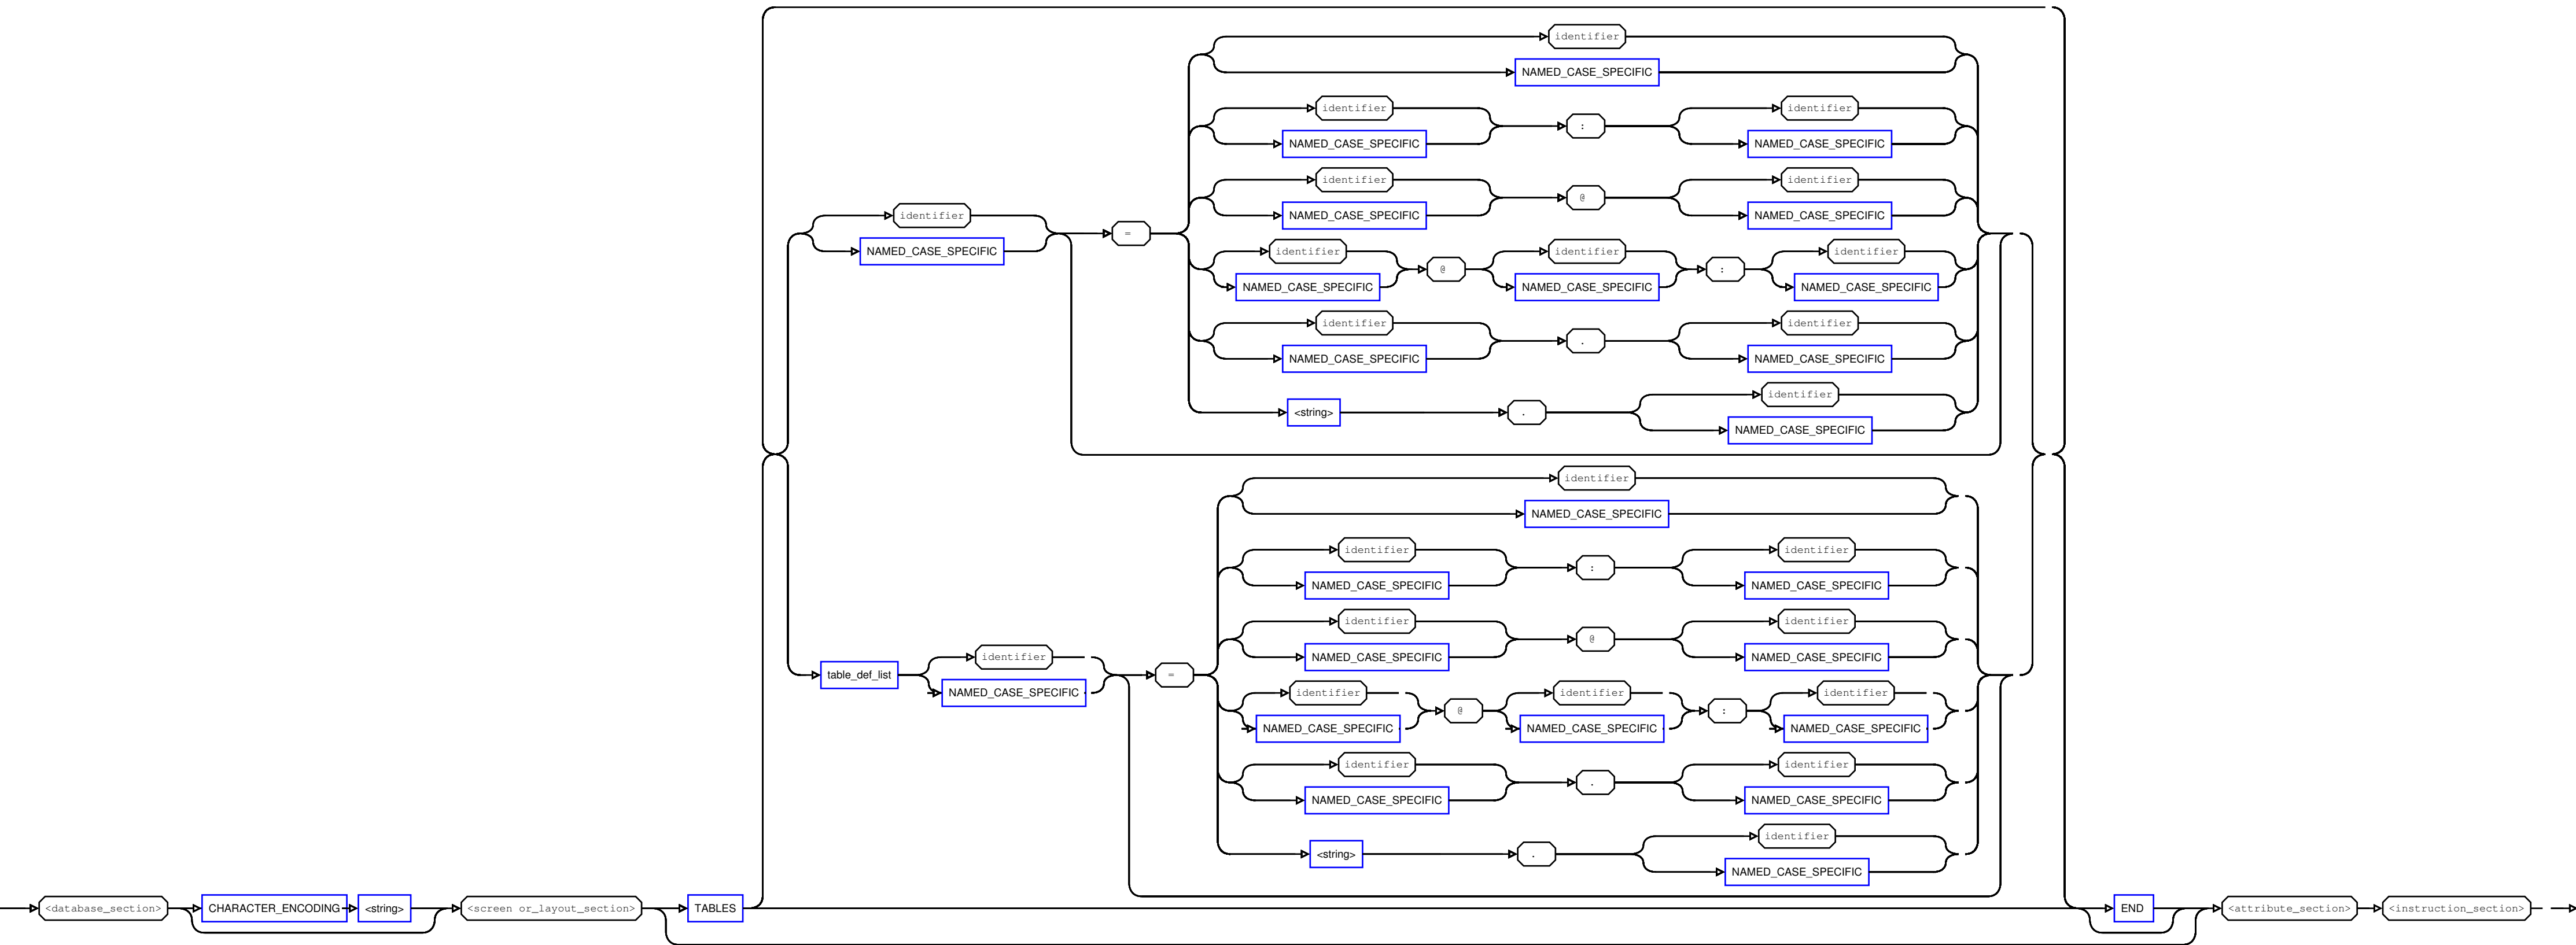 identifier
NAMED_CASE_SPECIFIC
identifier : identifier
NAMED_CASE_SPECIFIC NAMED_CASE_SPECIFIC
identifier @ identifier
NAMED_CASE_SPECIFIC NAMED_CASE_SPECIFIC
identifier =
NAMED_CASE_SPECIFIC
identifier @ identifier : identifier
NAMED_CASE_SPECIFIC NAMED_CASE_SPECIFIC NAMED_CASE_SPECIFIC
identifier . identifier
NAMED_CASE_SPECIFIC NAMED_CASE_SPECIFIC
<string> . identifier
NAMED_CASE_SPECIFIC
identifier
NAMED_CASE_SPECIFIC
identifier : identifier
NAMED_CASE_SPECIFIC NAMED_CASE_SPECIFIC
identifier @ identifier
NAMED_CASE_SPECIFIC NAMED_CASE_SPECIFIC
table_def_list identifier =
NAMED_CASE_SPECIFIC
identifier @ identifier : identifier
NAMED_CASE_SPECIFIC NAMED_CASE_SPECIFIC NAMED_CASE_SPECIFIC
identifier . identifier
NAMED_CASE_SPECIFIC NAMED_CASE_SPECIFIC
<string> . identifier
NAMED_CASE_SPECIFIC
<database_section> CHARACTER_ENCODING <string> <screen or_layout_section> TABLES END <attribute_section> <instruction_section>